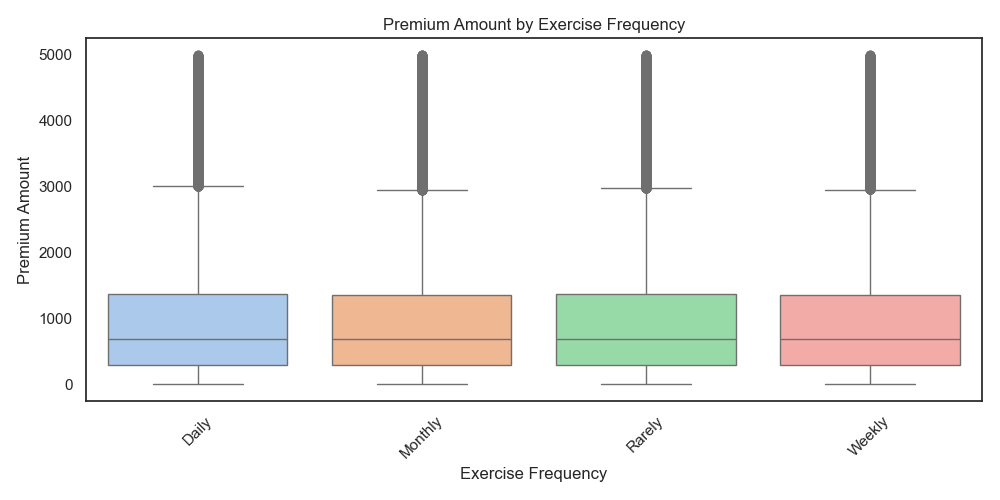 Premium Amount by Exercise Frequency
Premium Amount
5000
4000
3000
2000
1000
0
Daily
Monthly
Rarely
Weekly
Exercise Frequency